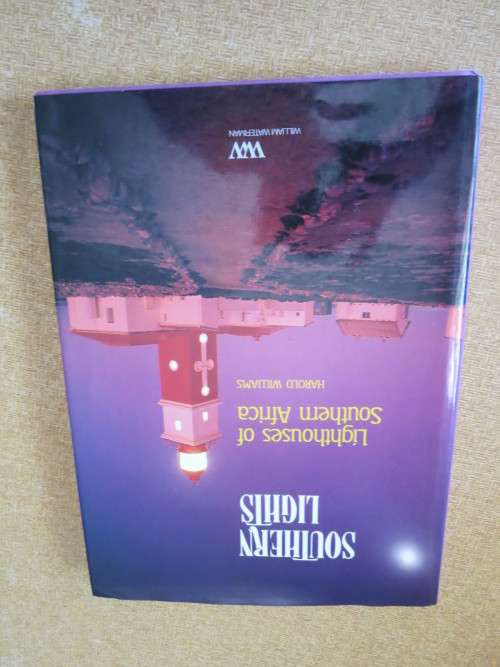 SOUTHERN
LIGHTS
Lighthouses of
Southern Africa
HAROLD WILLIAMS
WW
WILLIAM WATERMAN